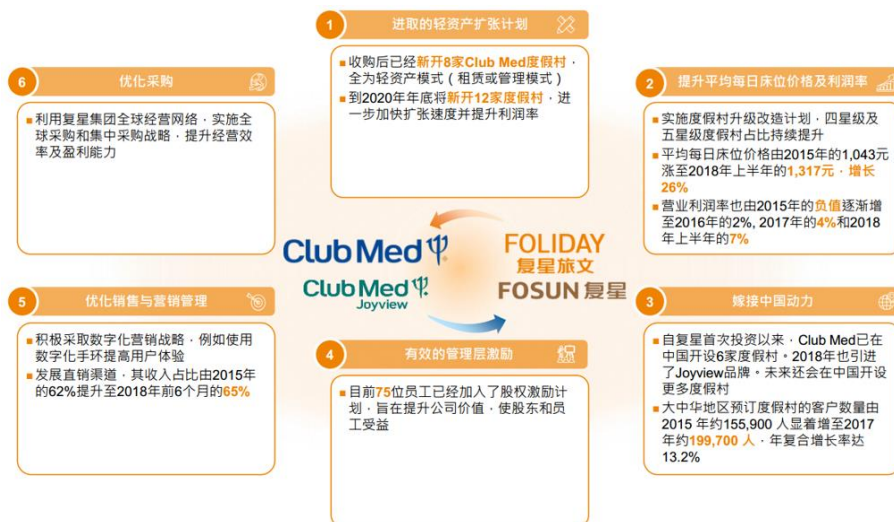 1
进取的轻资产扩张计划
■ 收购后已经新开8家Club Med度假村，
全为轻资产模式（租赁或管理模式）
■ 到2020年年底将新开12家度假村，进
一步加快扩张速度并提升利润率
2
提升平均每日床位价格及利润率
■ 实施度假村升级改造计划，四星级及
五星级度假村占比持续提升
■ 平均每日床位价格由2015年的1,043元
涨至2018年上半年的1,317元，增长
26%
■ 营业利润率也由2015年的负值逐渐增
至2016年的2%, 2017年的4%和2018
年上半年的7%
3
嫁接中国动力
■ 自复星首次投资以来，Club Med已在
中国开设6家度假村。2018年也引进
了Joyview品牌。未来还会在中国开设
更多度假村
■ 大中华地区预订度假村的客户数量由
2015 年约155,900 人显着增至2017
年约199,700 人，年复合增长率达
13.2%
4
有效的管理层激励
■ 目前75位员工已经加入了股权激励计
划，旨在提升公司价值，使股东和员
工受益
5
优化销售与营销管理
■ 积极采取数字化营销战略，例如使用
数字化手环提高用户体验
■ 发展直销渠道，其收入占比由2015年
的62%提升至2018年前6个月的65%
6
优化采购
■ 利用复星集团全球经营网络，实施全
球采购和集中采购战略，提升经营效
率及盈利能力
Club Med
Club Med
Joyview
FOLIDAY
复星旅文
FOSUN 复星